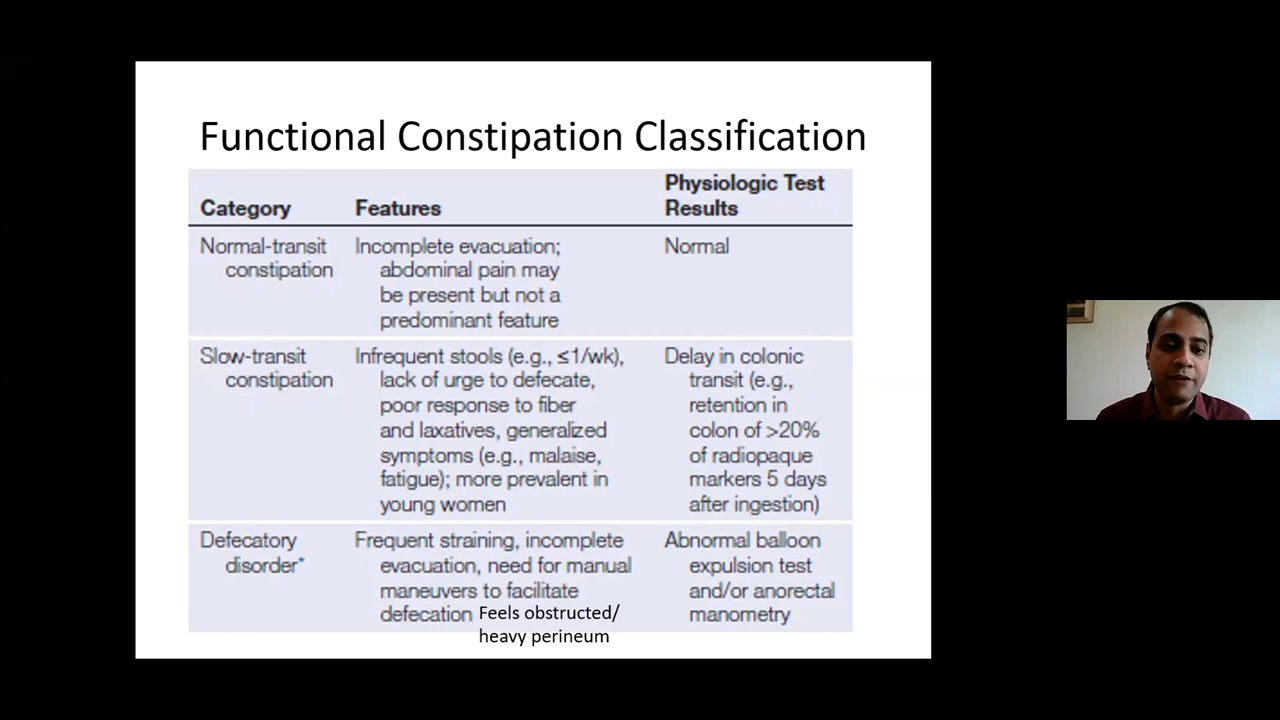 Functional Constipation Classification
Category Features Physiologic Test Results
Normal-transit constipation
Incomplete evacuation;
abdominal pain may
be present but not a
predominant feature
Normal
Slow-transit constipation
Infrequent stools (e.g., ≤1/wk),
lack of urge to defecate,
poor response to fiber
and laxatives, generalized
symptoms (e.g., malaise,
fatigue); more prevalent in
young women
Delay in colonic
transit (e.g.,
retention in
colon of >20%
of radiopaque
markers 5 days
after ingestion)
Defecatory
disorder*
Frequent straining, incomplete
evacuation, need for manual
maneuvers to facilitate
defecation
Feels obstructed/
heavy perineum
Abnormal balloon
expulsion test
and/or anorectal
manometry